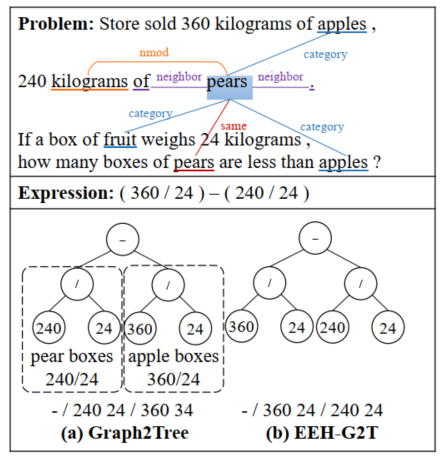 Problem: Store sold 360 kilograms of apples ,
nmod
category
240 kilograms of neighbor pears neighbor .
category
same
category
If a box of fruit weighs 24 kilograms ,
how many boxes of pears are less than apples ?
Expression: ( 360 / 24 ) – ( 240 / 24 )
– –
/ / / /
240 24 360 24 360 24 240 24
pear boxes apple boxes
240/24 360/24
- / 240 24 / 360 34 - / 360 24 / 240 24
(a) Graph2Tree (b) EEH-G2T